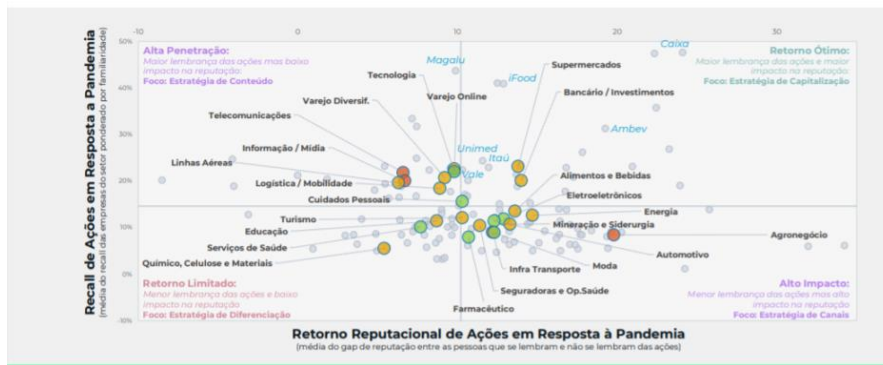 -10 0 10 20 30
Recall de Ações em Resposta a Pandemia
(média do recall das empresas do setor ponderado por familiaridade)
50%
40%
30%
20%
10%
0%
-10%
Alta Penetração:
Maior lembrança das ações mas baixo
impacto na reputação:
Foco: Estratégia de Conteúdo
Retorno Ótimo:
Maior lembrança das ações e maior
impacto na reputação:
Foco: Estratégia de Capitalização
Caixa
Magalu
Supermercados
Tecnologia
iFood
Bancário / Investimentos
Varejo Diversif.
Varejo Online
Telecomunicações
Ambev
Informação / Mídia
Unimed
Itaú
Linhas Aéreas
Vale
Alimentos e Bebidas
Logística / Mobilidade
Eletroeletrônicos
Cuidados Pessoais
Energia
Turismo
Mineração e Siderurgia
Educação
Agronegócio
Serviços de Saúde
Automotivo
Químico, Celulose e Materiais
Moda
Infra Transporte
Seguradoras e Op.Saúde
Farmacêutico
Retorno Limitado:
Menor lembrança das ações e baixo
impacto na reputação:
Foco: Estratégia de Diferenciação
Alto Impacto:
Menor lembrança das ações mas alto
impacto na reputação:
Foco: Estratégia de Canais
Retorno Reputacional de Ações em Resposta à Pandemia
(média do gap de reputação entre as pessoas que se lembram e não se lembram das ações)